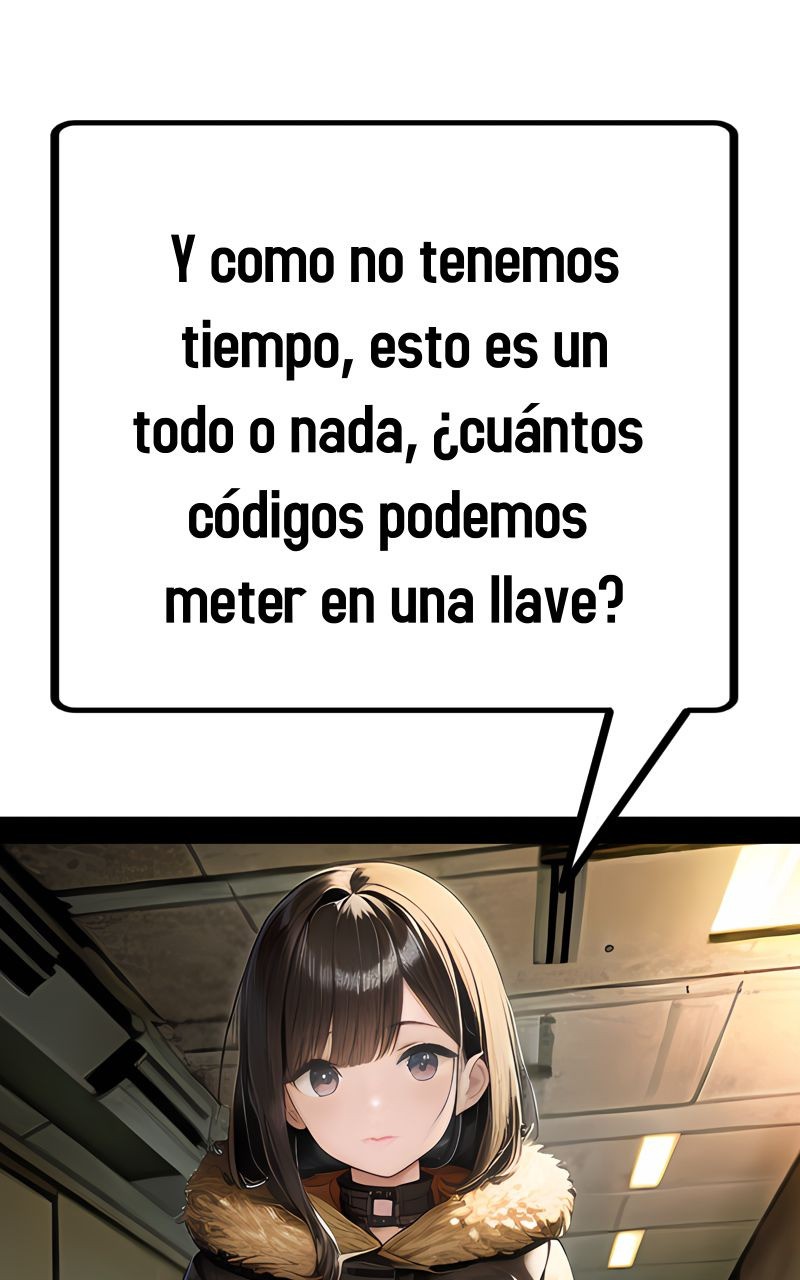 Y como no tenemos
tiempo, esto es un
todo o nada, ¿cuántos
códigos podemos
meter en una llave?